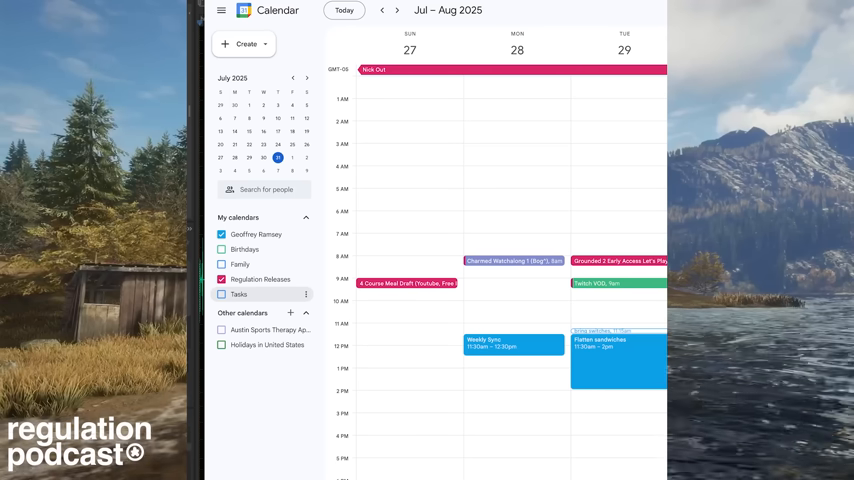 Calendar
Today
Jul – Aug 2025
Create
SUN
MON
TUE
27
28
29
GMT-05
Nick Out
July 2025
S M T W T F S
29 30 1 2 3 4 5
6 7 8 9 10 11 12
13 14 15 16 17 18 19
20 21 22 23 24 25 26
27 28 29 30 31 1 2
3 4 5 6 7 8 9
Search for people
My calendars
Geoffrey Ramsey
Birthdays
Family
Regulation Releases
Tasks
Other calendars
Austin Sports Therapy Ap...
Holidays in United States
1 AM
2 AM
3 AM
4 AM
5 AM
6 AM
7 AM
8 AM
9 AM
10 AM
11 AM
12 PM
1 PM
2 PM
3 PM
4 PM
5 PM
4 Course Meal Draft (Youtube, Free
Charmed Watchalong 1 (Bog"), 8am
Weekly Sync
11:30am – 12:30pm
Grounded 2 Early Access Let's Play
Twitch VOD, 9am
bring switches, 11:15am
Flatten sandwiches
11:30am – 2pm
regulation
podcast